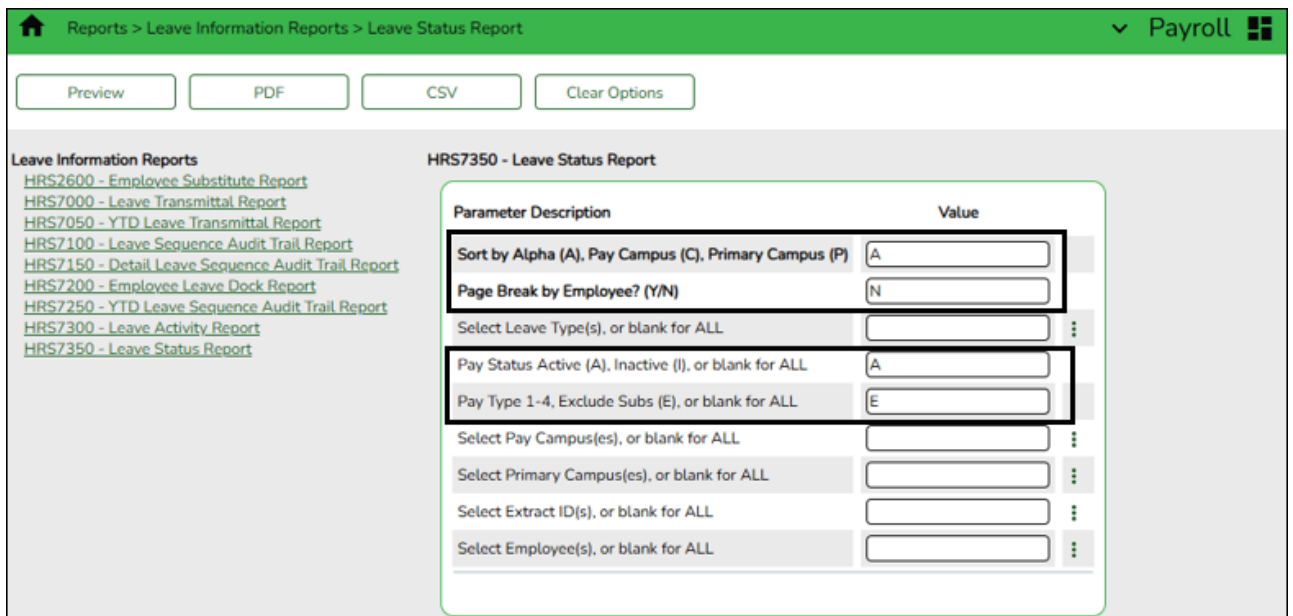 Reports > Leave Information Reports > Leave Status Report
Payroll
Preview
PDF
CSV
Clear Options
Leave Information Reports
HRS2600 - Employee Substitute Report
HRS7000 - Leave Transmittal Report
HRS7050 - YTD Leave Transmittal Report
HRS7100 - Leave Sequence Audit Trail Report
HRS7150 - Detail Leave Sequence Audit Trail Report
HRS7200 - Employee Leave Dock Report
HRS7250 - YTD Leave Sequence Audit Trail Report
HRS7300 - Leave Activity Report
HRS7350 - Leave Status Report
HRS7350 - Leave Status Report
Parameter Description Value
Sort by Alpha (A), Pay Campus (C), Primary Campus (P) A
Page Break by Employee? (Y/N) N
Select Leave Type(s), or blank for ALL
Pay Status Active (A), Inactive (I), or blank for ALL A
Pay Type 1-4, Exclude Subs (E), or blank for ALL E
Select Pay Campus(es), or blank for ALL
Select Primary Campus(es), or blank for ALL
Select Extract ID(s), or blank for ALL
Select Employee(s), or blank for ALL